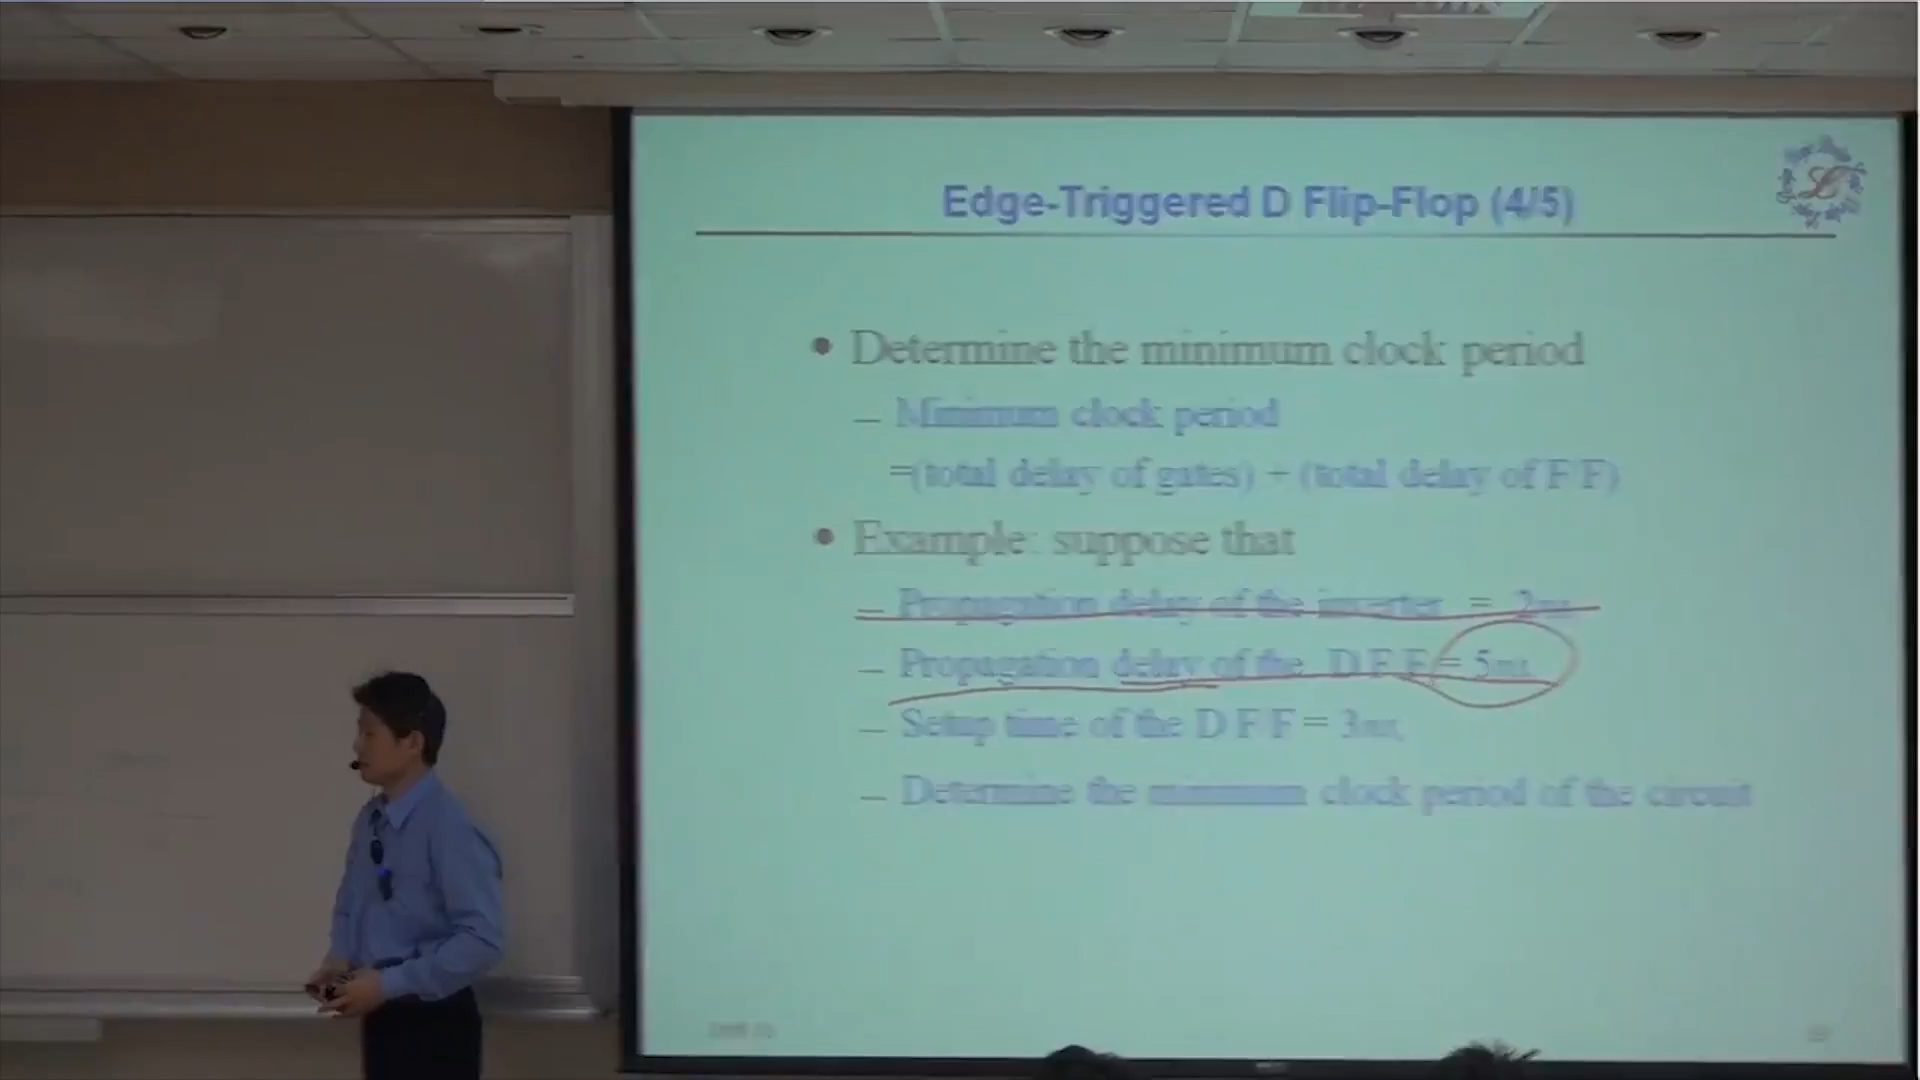 Edge-Triggered D Flip-Flop (4/5)
• Determine the minimum clock period
– Minimum clock period
=(total delay of gates) + (total delay of F F)
• Example: suppose that
– Propagation delay of the inverter = 2ns
– Propagation delay of the D F F = 5ns
– Setup time of the D F F = 3ns
– Determine the minimum clock period of the circuit